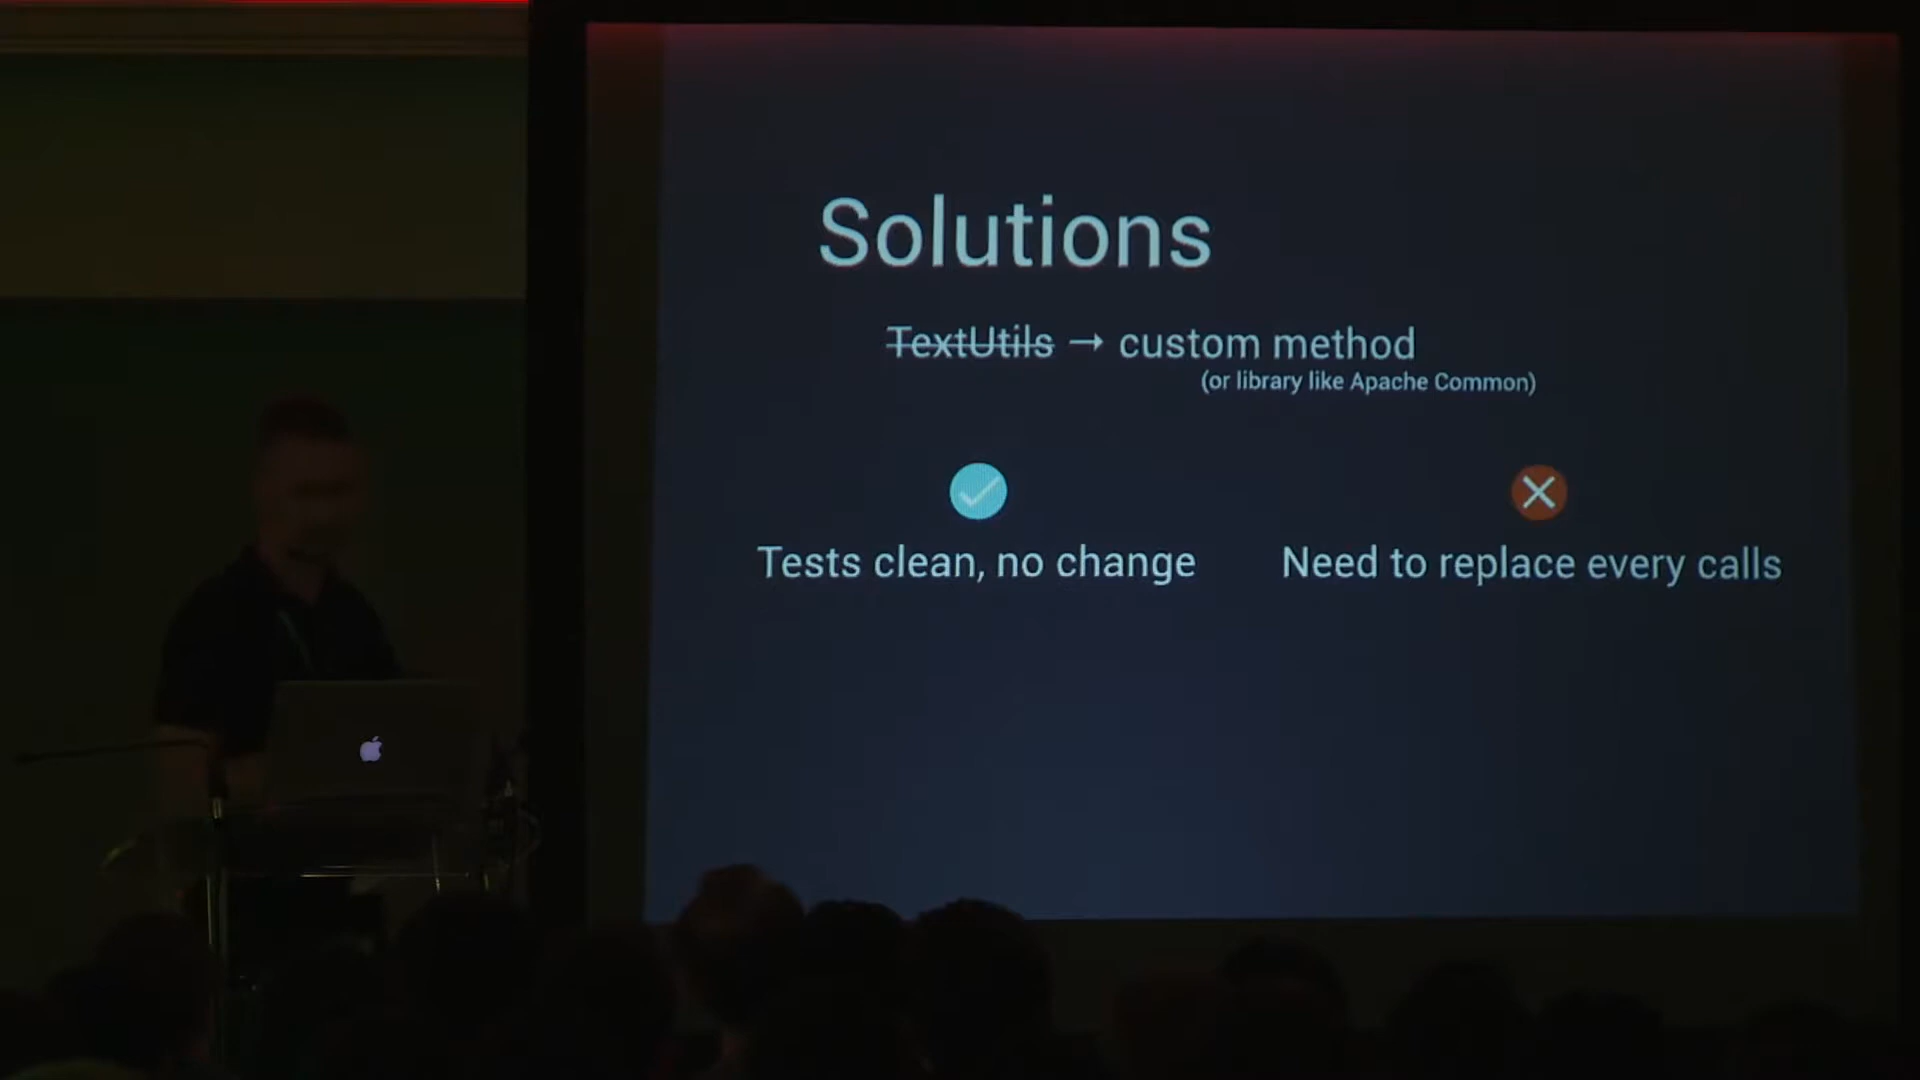 Solutions
TextUtils → custom method
(or library like Apache Common)
Tests clean, no change
Need to replace every calls